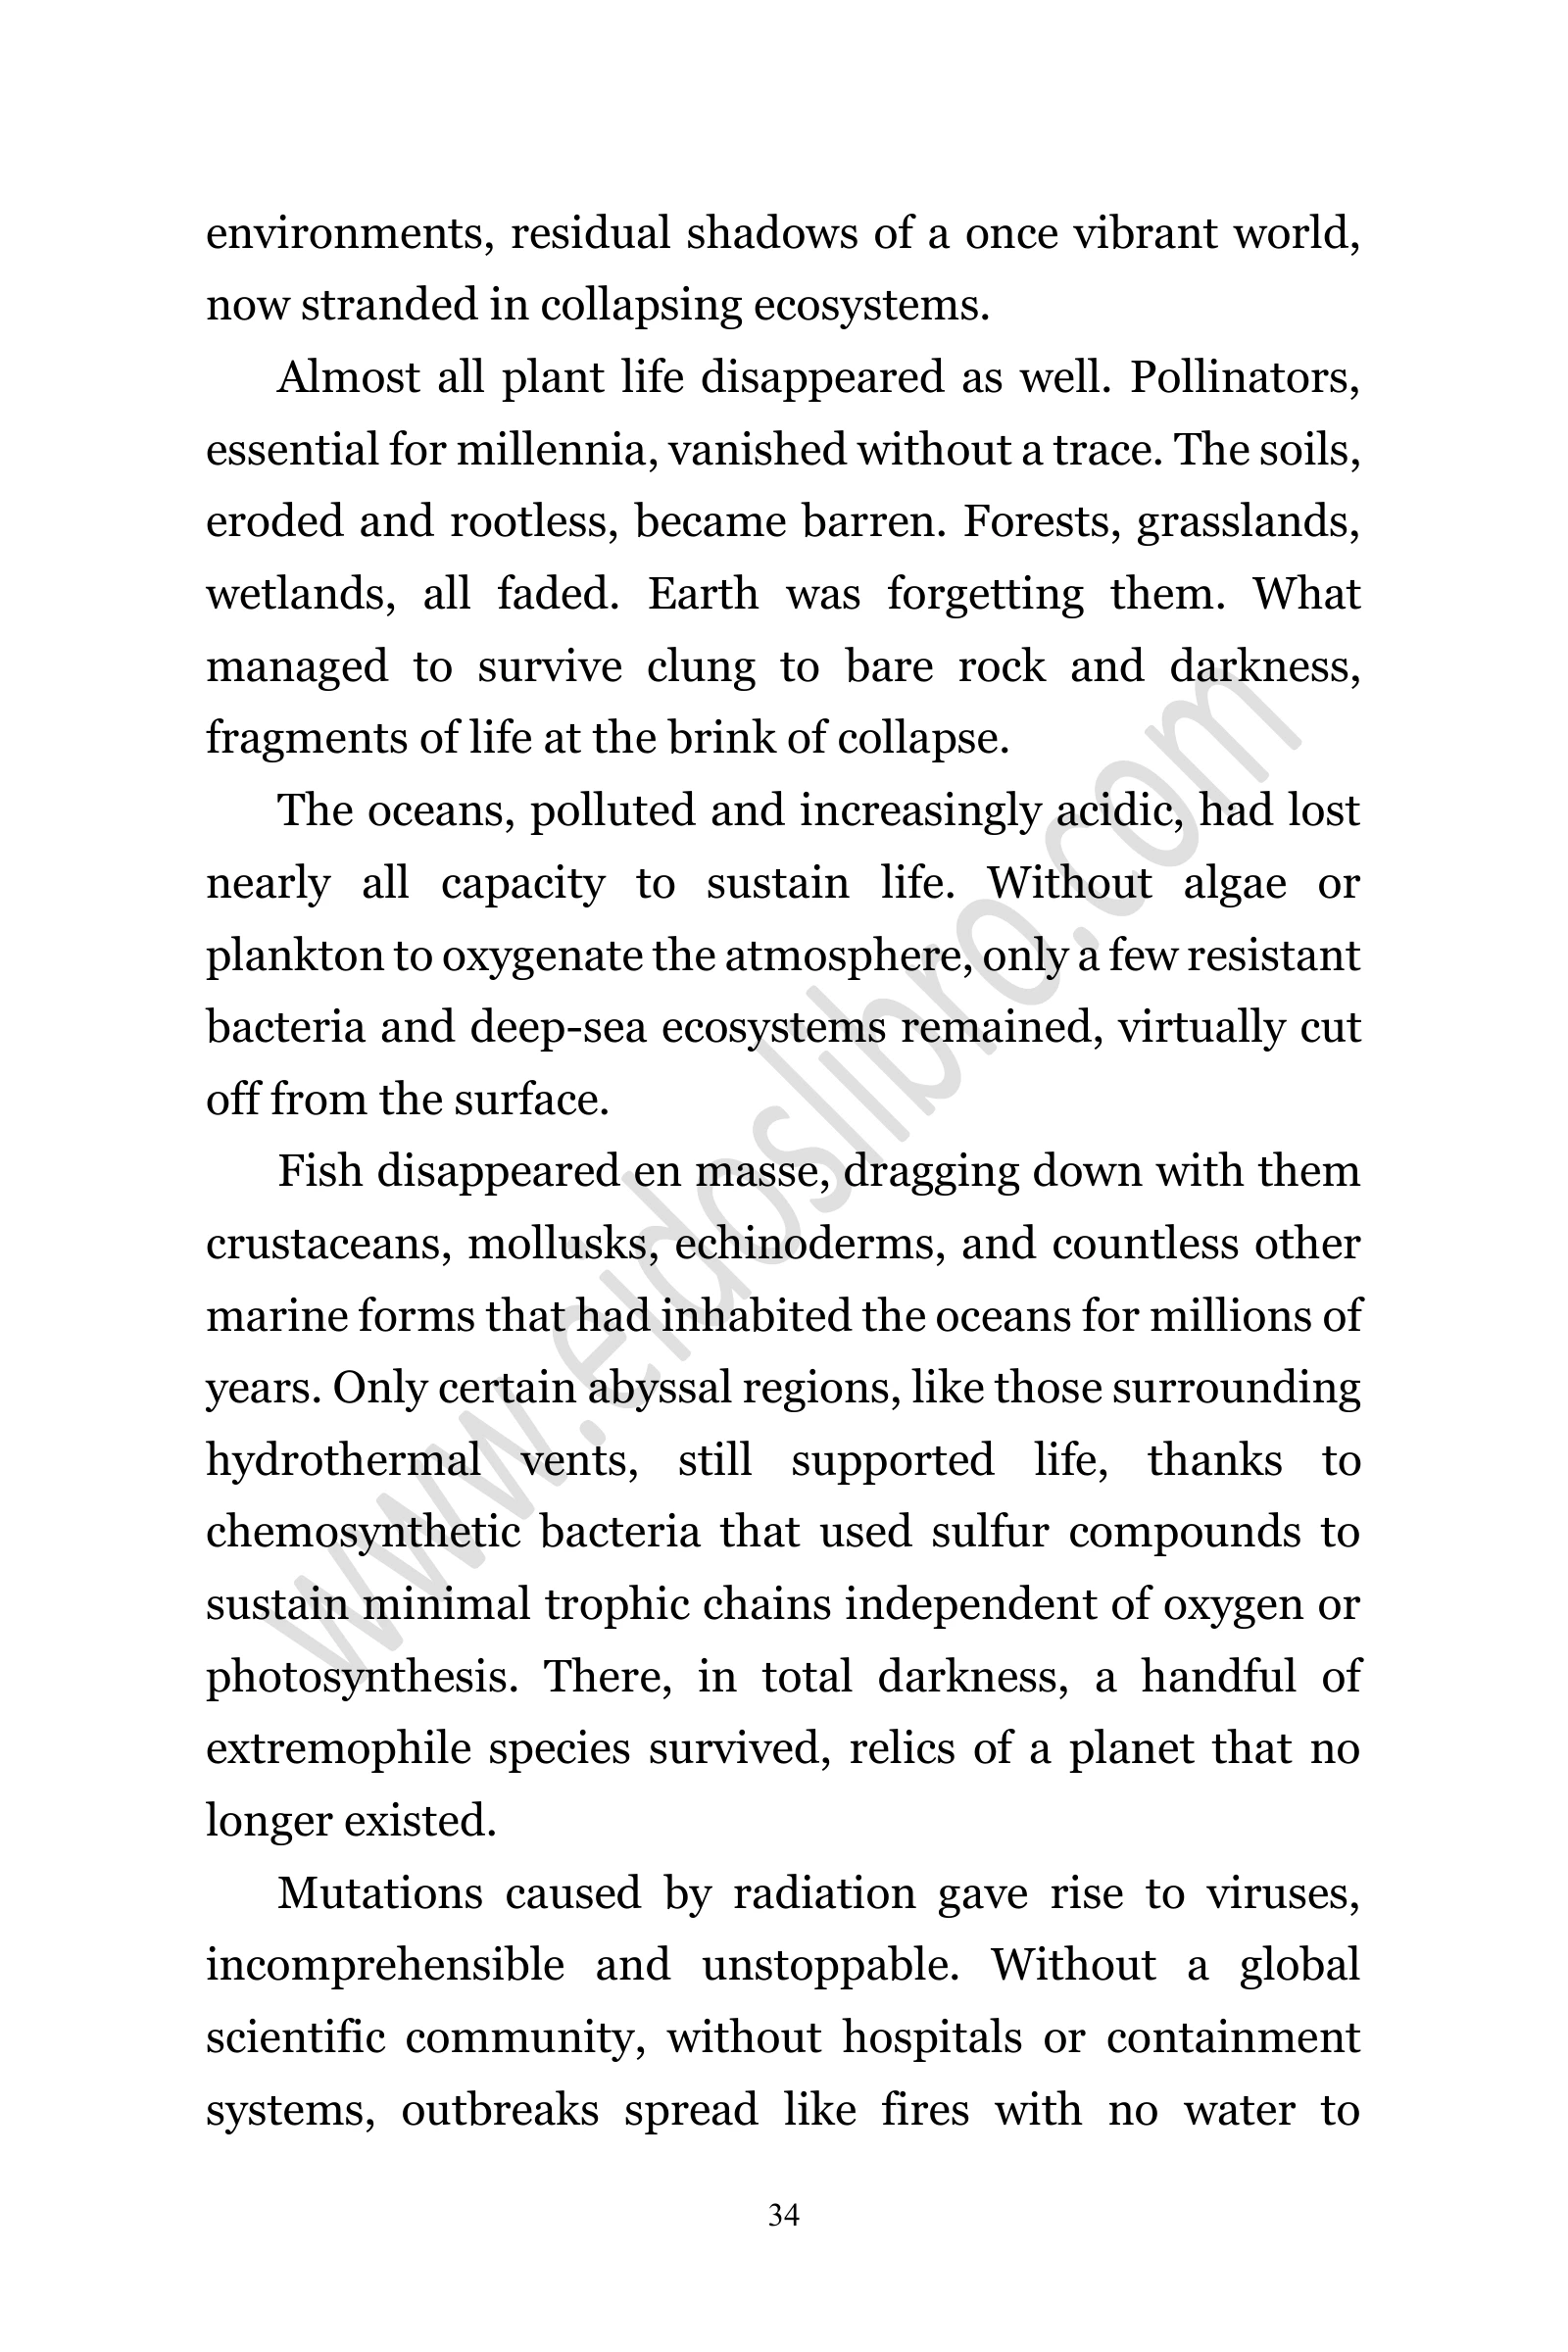 environments, residual shadows of a once vibrant world,
now stranded in collapsing ecosystems.
Almost all plant life disappeared as well. Pollinators,
essential for millennia, vanished without a trace. The soils,
eroded and rootless, became barren. Forests, grasslands,
wetlands, all faded. Earth was forgetting them. What
managed to survive clung to bare rock and darkness,
fragments of life at the brink of collapse.
The oceans, polluted and increasingly acidic, had lost
nearly all capacity to sustain life. Without algae or
plankton to oxygenate the atmosphere, only a few resistant
bacteria and deep-sea ecosystems remained, virtually cut
off from the surface.
Fish disappeared en masse, dragging down with them
crustaceans, mollusks, echinoderms, and countless other
marine forms that had inhabited the oceans for millions of
years. Only certain abyssal regions, like those surrounding
hydrothermal vents, still supported life, thanks to
chemosynthetic bacteria that used sulfur compounds to
sustain minimal trophic chains independent of oxygen or
photosynthesis. There, in total darkness, a handful of
extremophile species survived, relics of a planet that no
longer existed.
Mutations caused by radiation gave rise to viruses,
incomprehensible and unstoppable. Without a global
scientific community, without hospitals or containment
systems, outbreaks spread like fires with no water to
34
www.eidoslibro.com